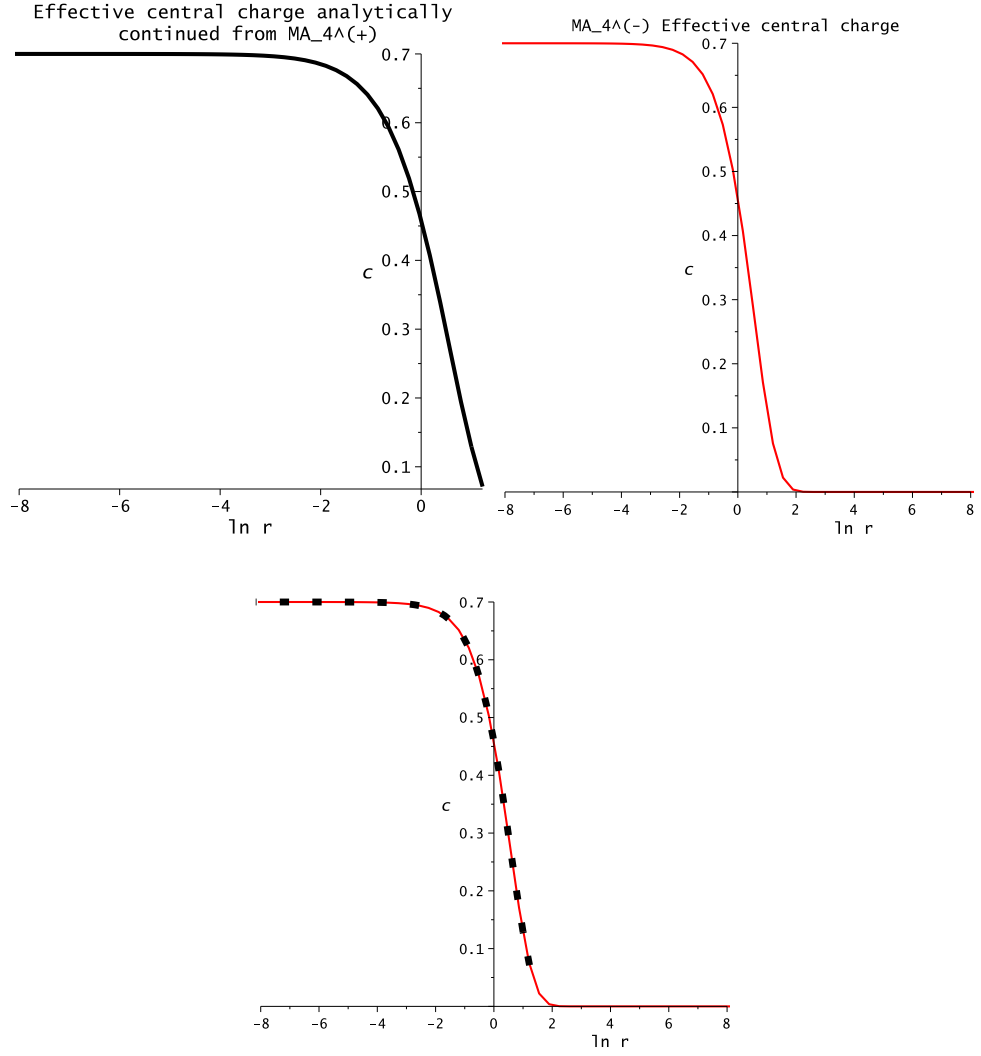 Effective central charge analytically
continued from MA_4^(+)
0.7
0.6
0.5
0.4
c
0.3
0.2
0.1
-8 -6 -4 -2 0
ln r
MA_4^(-) Effective central charge
0.7
0.6
0.5
0.4
c
0.3
0.2
0.1
-8 -6 -4 -2 0 2 4 6 8
ln r
0.7
0.6
0.5
0.4
c
0.3
0.2
0.1
-8 -6 -4 -2 0 2 4 6 8
ln r